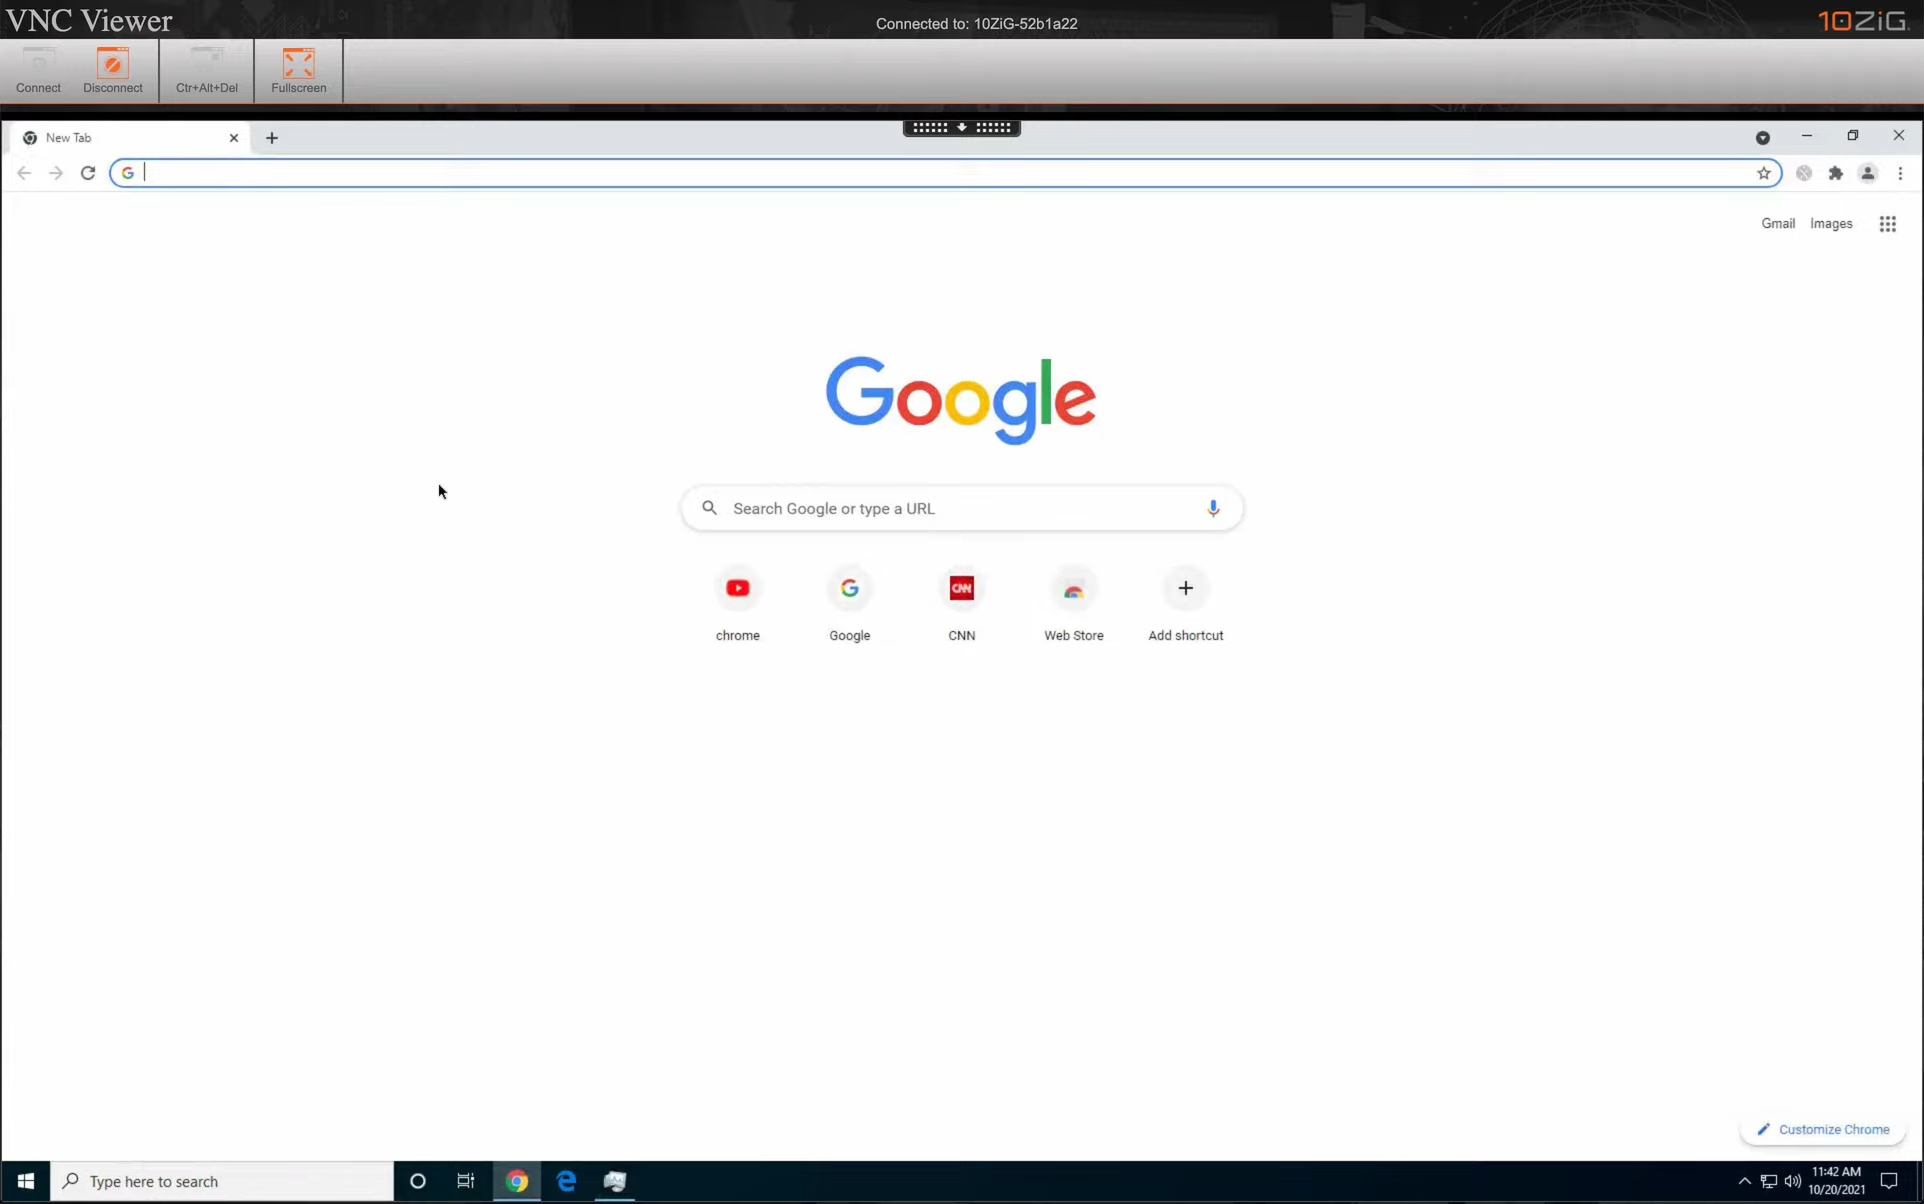 VNC Viewer
Connected to: 10ZiG-52b1a22
10ZiG
Connect
Disconnect
Ctr+Alt+Del
Fullscreen
New Tab
Gmail
Images
Google
Search Google or type a URL
CNN
chrome
Google
CNN
Web Store
Add shortcut
Customize Chrome
Type here to search
11:42 AM
10/20/2021